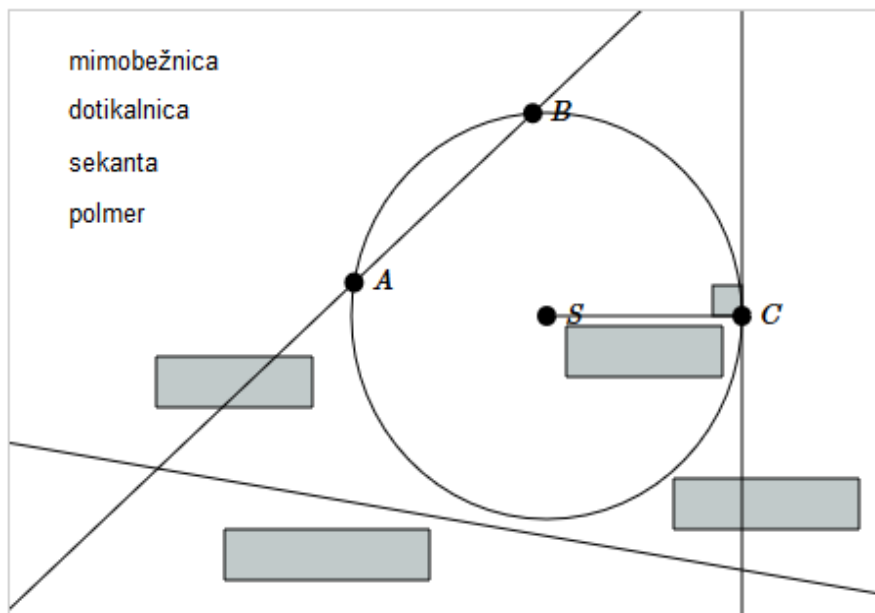 mimobežnica
dotikalnica
sekanta
polmer
B
A
S
C